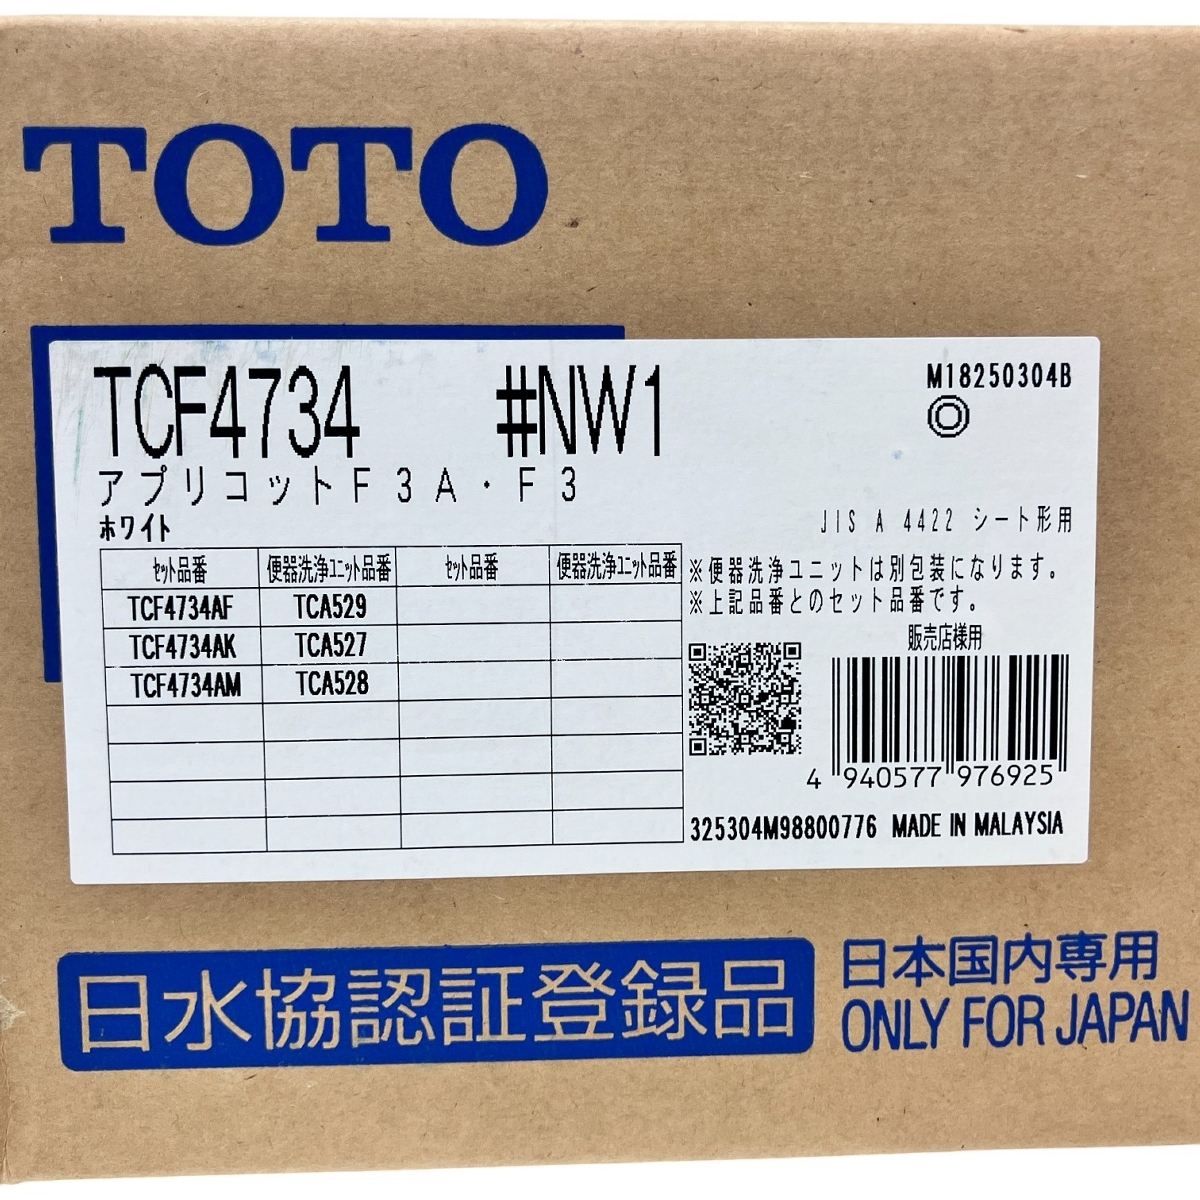 TOTO
TCF4734 #NW1
M18250304B
アプリコットF3A・F3
ホワイト
JIS A 4422 シート形用
セット品番 便器洗浄ユニット品番 セット品番 便器洗浄ユニット品番
TCF4734AF TCA529
TCF4734AK TCA527
TCF4734AM TCA528
※便器洗浄ユニットは別包装になります。
※上記品番とのセット品番です。
販売店様用
4 940577 976925
325304M98800776 MADE IN MALAYSIA
日水協認証登録品
日本国内専用
ONLY FOR JAPAN